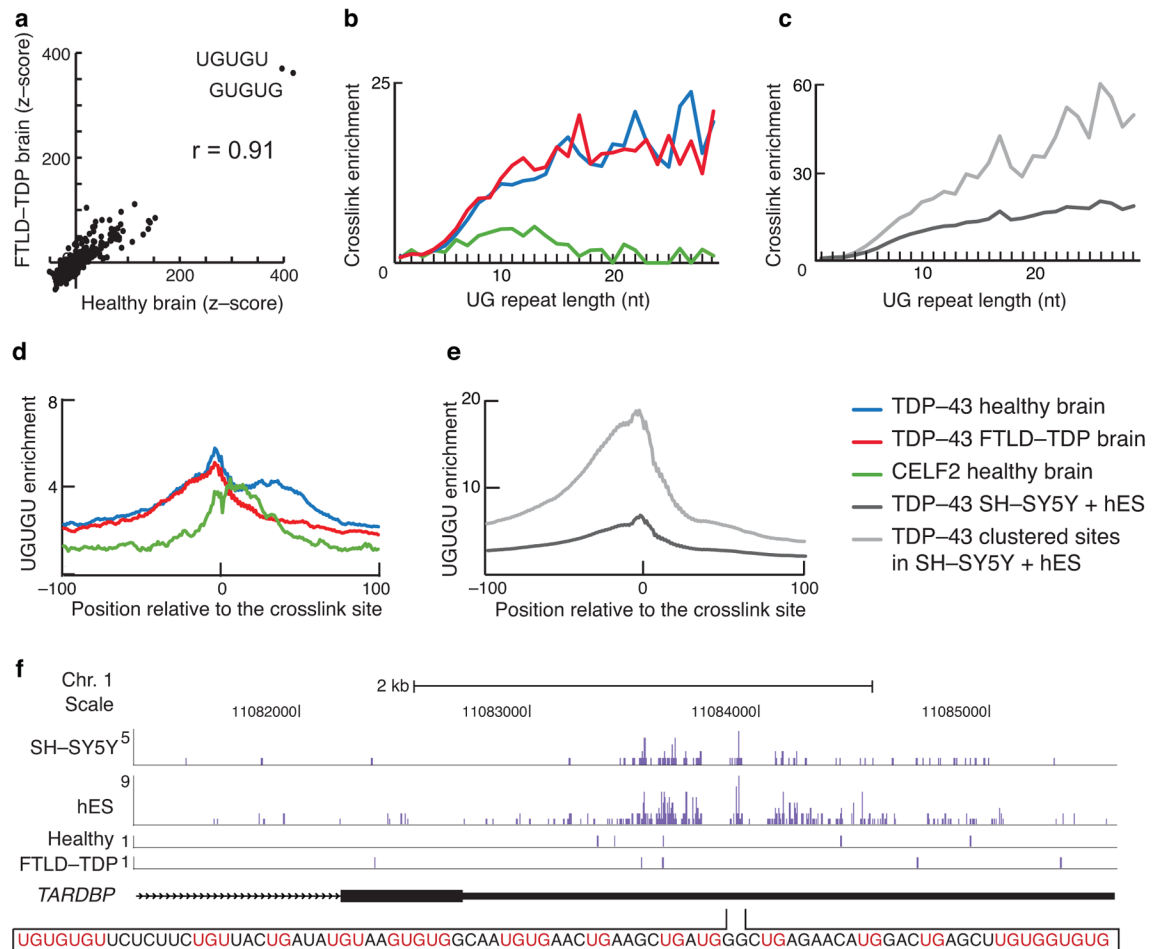 a
FTLD–TDP brain (z–score)
400
200
UGUGU
GUGUG
r = 0.91
200
400
Healthy brain (z–score)
b
Crosslink enrichment
25
0
10
20
UG repeat length (nt)
c
Crosslink enrichment
60
30
0
10
20
UG repeat length (nt)
d
UGUGU enrichment
8
4
0
–100
0
100
Position relative to the crosslink site
e
UGUGU enrichment
20
10
0
–100
0
100
Position relative to the crosslink site
TDP–43 healthy brain
TDP–43 FTLD–TDP brain
CELF2 healthy brain
TDP–43 SH–SY5Y + hES
TDP–43 clustered sites
in SH–SY5Y + hES
f
Chr. 1
Scale
2 kb
11082000
11083000
11084000
11085000
SH–SY5Y 5
hES 9
Healthy 1
FTLD–TDP 1
TARDBP
UGUGUGUUCUCUUCUGUUACUGAUAUGUAAGUGUGGCAAUGUGAACUGAAGCUGAUGGGCUGAGAACAUGGACUGAGCUUGUGGUGUG